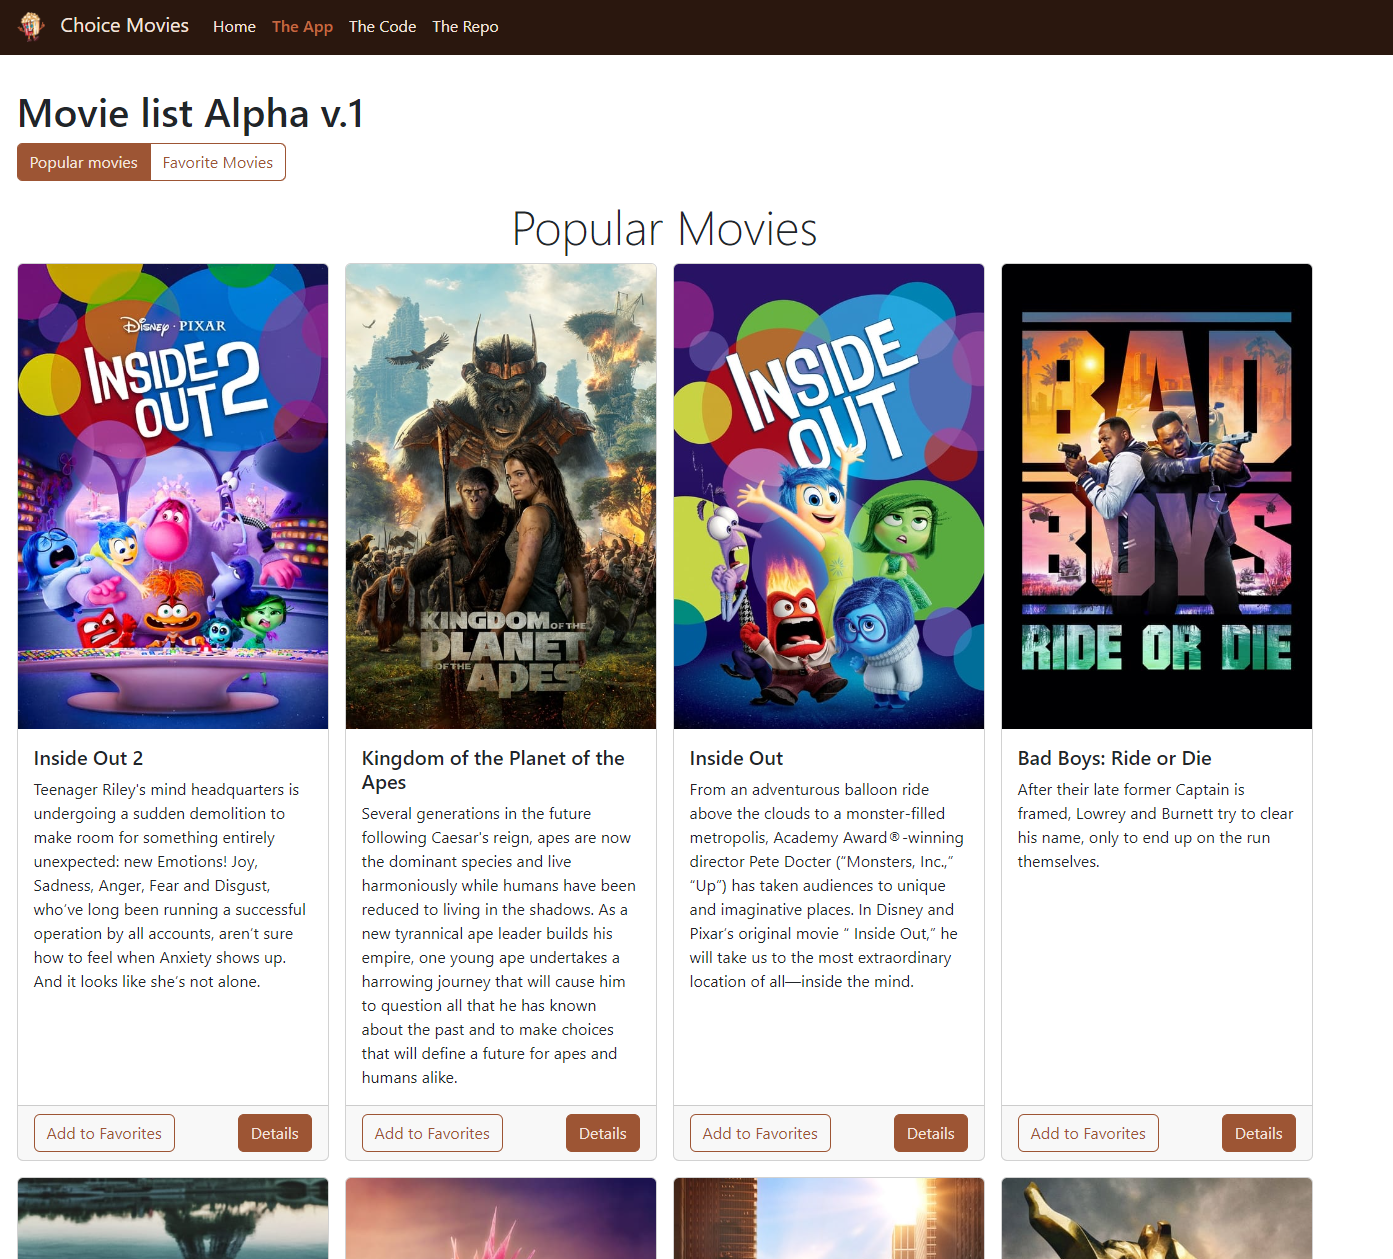 Choice Movies Home The App The Code The Repo
Movie list Alpha v.1
Popular movies Favorite Movies
Popular Movies
DISNEY · PIXAR
INSIDE
OUT 2
KINGDOM OF THE
PLANET
OF THE APES
INSIDE
OUT
BAD
BOYS
RIDE OR DIE
Inside Out 2
Teenager Riley's mind headquarters is
undergoing a sudden demolition to
make room for something entirely
unexpected: new Emotions! Joy,
Sadness, Anger, Fear and Disgust,
who’ve long been running a successful
operation by all accounts, aren’t sure
how to feel when Anxiety shows up.
And it looks like she’s not alone.
Add to Favorites Details
Kingdom of the Planet of the
Apes
Several generations in the future
following Caesar's reign, apes are now
the dominant species and live
harmoniously while humans have been
reduced to living in the shadows. As a
new tyrannical ape leader builds his
empire, one young ape undertakes a
harrowing journey that will cause him
to question all that he has known
about the past and to make choices
that will define a future for apes and
humans alike.
Add to Favorites Details
Inside Out
From an adventurous balloon ride
above the clouds to a monster-filled
metropolis, Academy Award®-winning
director Pete Docter (“Monsters, Inc.,”
“Up”) has taken audiences to unique
and imaginative places. In Disney and
Pixar’s original movie “ Inside Out,” he
will take us to the most extraordinary
location of all—inside the mind.
Add to Favorites Details
Bad Boys: Ride or Die
After their late former Captain is
framed, Lowrey and Burnett try to clear
his name, only to end up on the run
themselves.
Add to Favorites Details